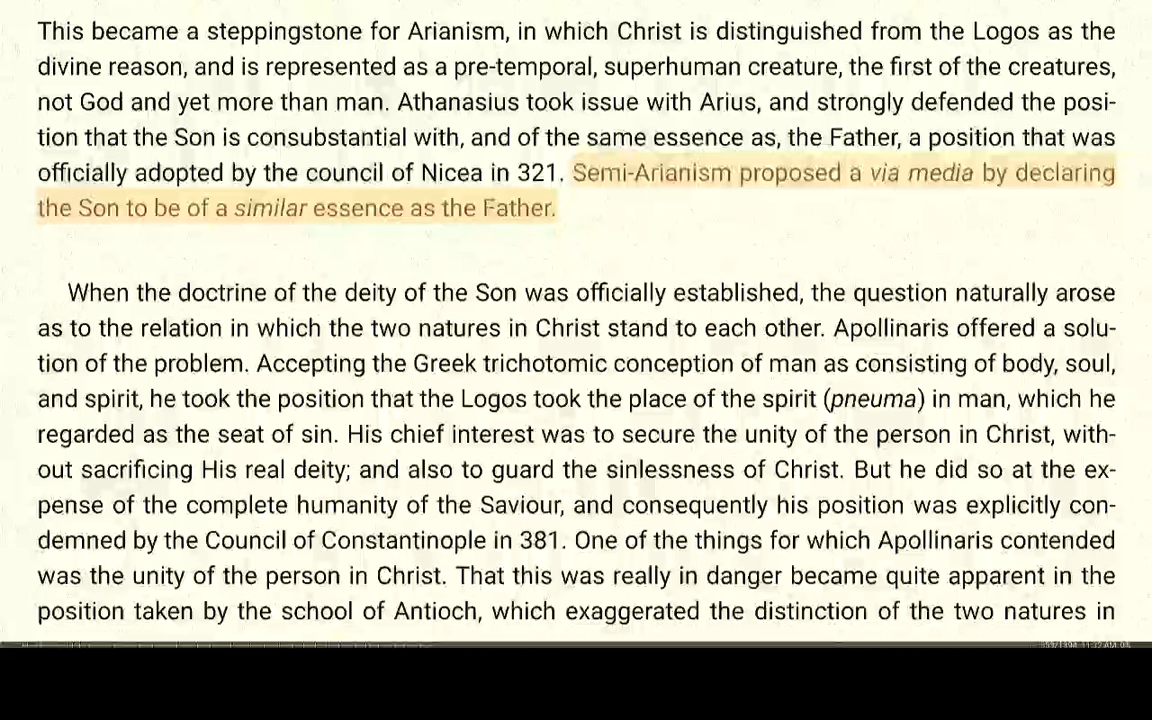 This became a steppingstone for Arianism, in which Christ is distinguished from the Logos as the
divine reason, and is represented as a pre-temporal, superhuman creature, the first of the creatures,
not God and yet more than man. Athanasius took issue with Arius, and strongly defended the posi-
tion that the Son is consubstantial with, and of the same essence as, the Father, a position that was
officially adopted by the council of Nicea in 321. Semi-Arianism proposed a via media by declaring
the Son to be of a similar essence as the Father.
When the doctrine of the deity of the Son was officially established, the question naturally arose
as to the relation in which the two natures in Christ stand to each other. Apollinaris offered a solu-
tion of the problem. Accepting the Greek trichotomic conception of man as consisting of body, soul,
and spirit, he took the position that the Logos took the place of the spirit (pneuma) in man, which he
regarded as the seat of sin. His chief interest was to secure the unity of the person in Christ, with-
out sacrificing His real deity; and also to guard the sinlessness of Christ. But he did so at the ex-
pense of the complete humanity of the Saviour, and consequently his position was explicitly con-
demned by the Council of Constantinople in 381. One of the things for which Apollinaris contended
was the unity of the person in Christ. That this was really in danger became quite apparent in the
position taken by the school of Antioch, which exaggerated the distinction of the two natures in